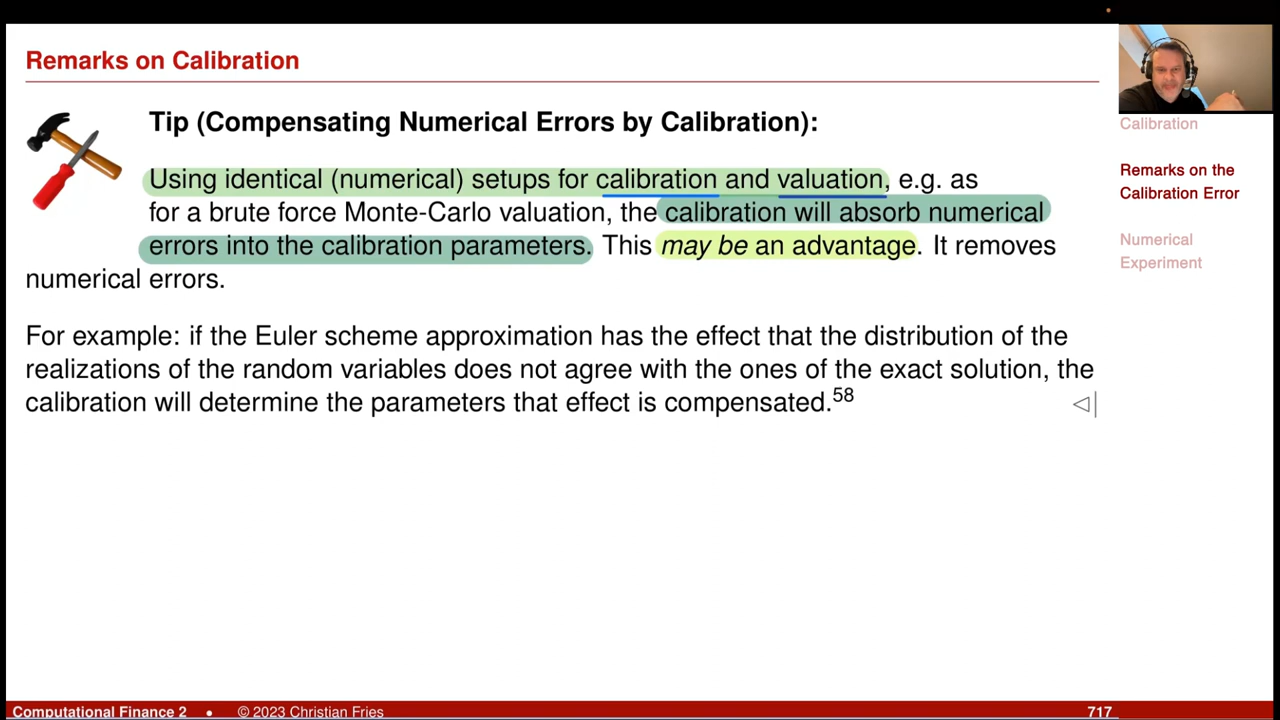 Remarks on Calibration
Tip (Compensating Numerical Errors by Calibration):
Using identical (numerical) setups for calibration and valuation, e.g. as
for a brute force Monte-Carlo valuation, the calibration will absorb numerical
errors into the calibration parameters. This may be an advantage. It removes
numerical errors.
For example: if the Euler scheme approximation has the effect that the distribution of the
realizations of the random variables does not agree with the ones of the exact solution, the
calibration will determine the parameters that effect is compensated.58
Calibration
Remarks on the
Calibration Error
Numerical
Experiment
Computational Finance 2 • © 2023 Christian Fries
717